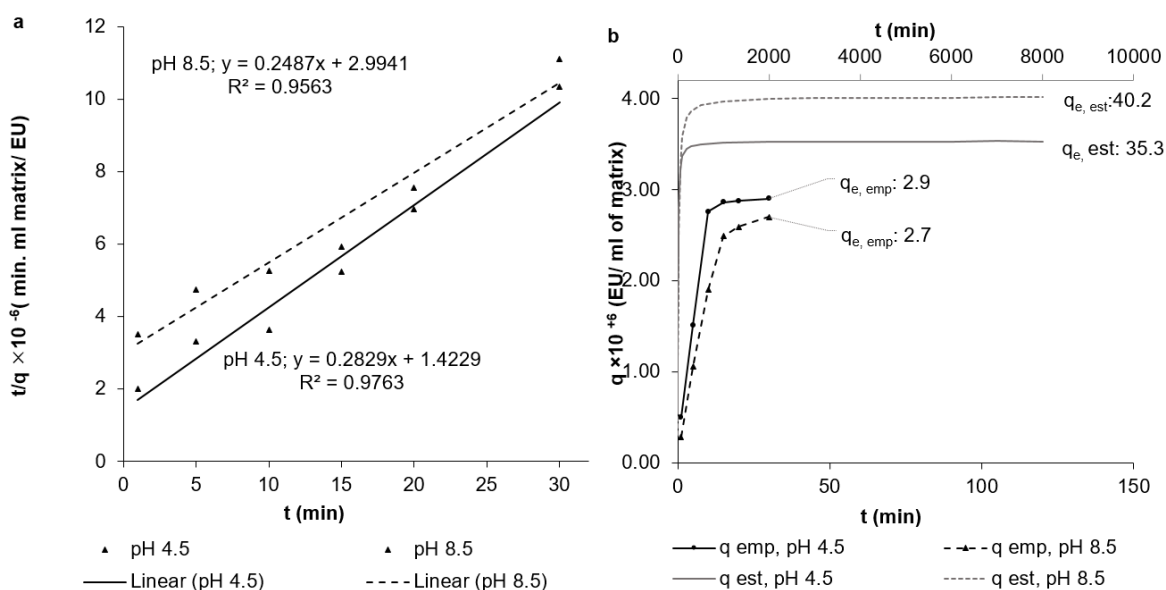 a
t/q ×10 -6( min. ml matrix/ EU)
12
10
8
6
4
2
0
pH 8.5; y = 0.2487x + 2.9941
R² = 0.9563
pH 4.5; y = 0.2829x + 1.4229
R² = 0.9763
0 5 10 15 20 25 30
t (min)
pH 4.5 pH 8.5
Linear (pH 4.5) Linear (pH 8.5)
b
t (min)
0 2000 4000 6000 8000 10000
q ×10 +6 (EU/ ml of matrix)
4.00
3.00
2.00
1.00
0.00
qe, est:40.2
qe, est: 35.3
qe, emp: 2.9
qe, emp: 2.7
0 50 100 150
t (min)
q emp, pH 4.5 q emp, pH 8.5
q est, pH 4.5 q est, pH 8.5